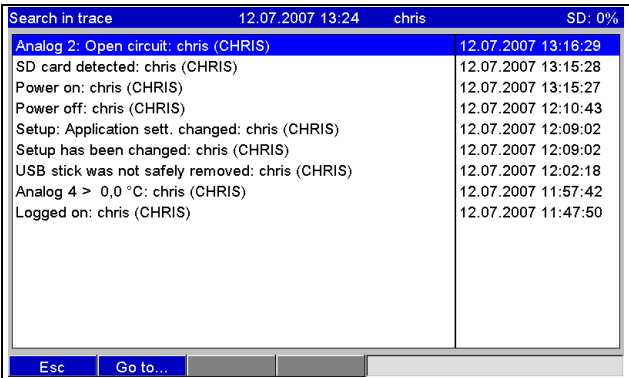 Search in trace 12.07.2007 13:24 chris SD: 0%
Analog 2: Open circuit: chris (CHRIS) 12.07.2007 13:16:29
SD card detected: chris (CHRIS) 12.07.2007 13:15:28
Power on: chris (CHRIS) 12.07.2007 13:15:27
Power off: chris (CHRIS) 12.07.2007 12:10:43
Setup: Application sett. changed: chris (CHRIS) 12.07.2007 12:09:02
Setup has been changed: chris (CHRIS) 12.07.2007 12:09:02
USB stick was not safely removed: chris (CHRIS) 12.07.2007 12:02:18
Analog 4 > 0,0 °C: chris (CHRIS) 12.07.2007 11:57:42
Logged on: chris (CHRIS) 12.07.2007 11:47:50
Esc Go to...